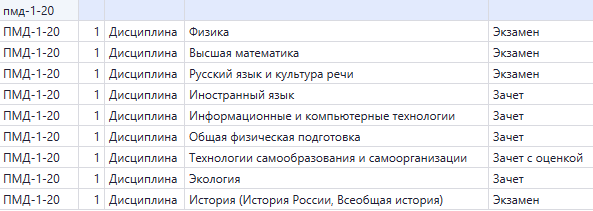 пмд-1-20
ПМД-1-20 1 Дисциплина Физика Экзамен
ПМД-1-20 1 Дисциплина Высшая математика Экзамен
ПМД-1-20 1 Дисциплина Русский язык и культура речи Экзамен
ПМД-1-20 1 Дисциплина Иностранный язык Зачет
ПМД-1-20 1 Дисциплина Информационные и компьютерные технологии Зачет
ПМД-1-20 1 Дисциплина Общая физическая подготовка Зачет
ПМД-1-20 1 Дисциплина Технологии самообразования и самоорганизации Зачет с оценкой
ПМД-1-20 1 Дисциплина Экология Зачет
ПМД-1-20 1 Дисциплина История (История России, Всеобщая история) Экзамен